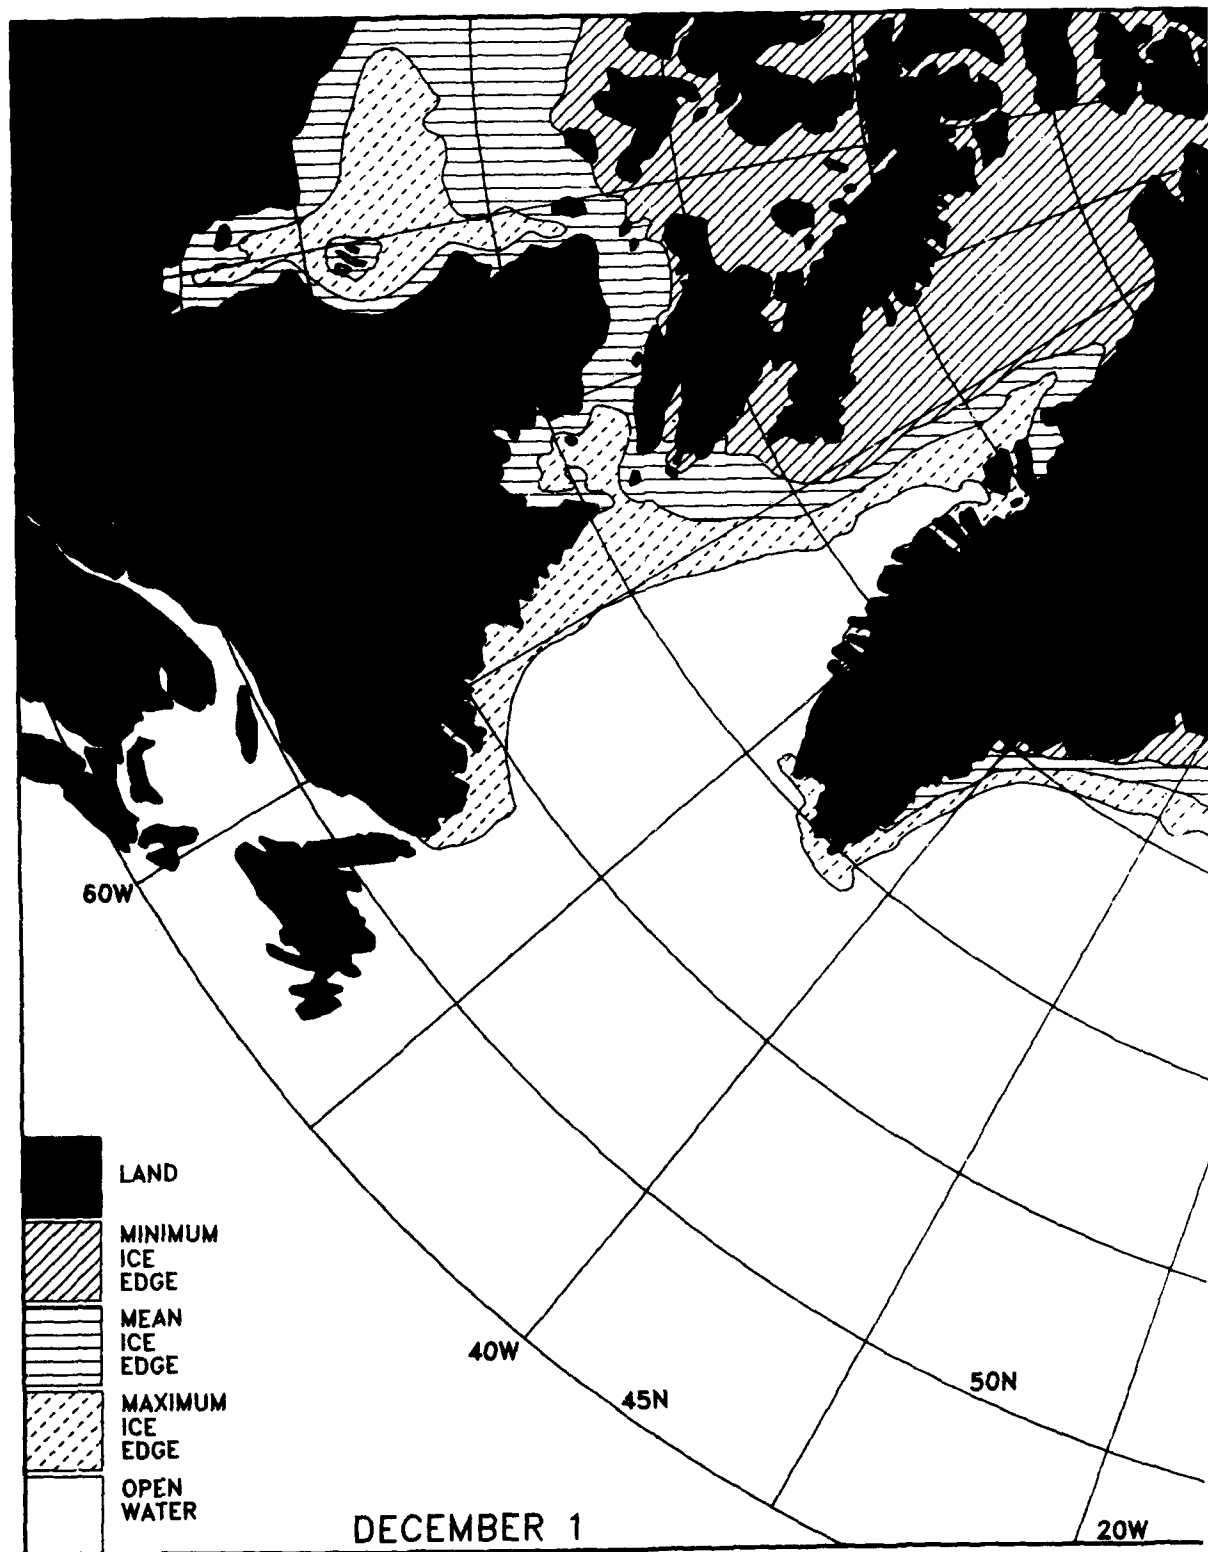 60W
LAND
MINIMUM
ICE
EDGE
MEAN
ICE
EDGE
MAXIMUM
ICE
EDGE
OPEN
WATER
40W
45N
50N
20W
DECEMBER 1